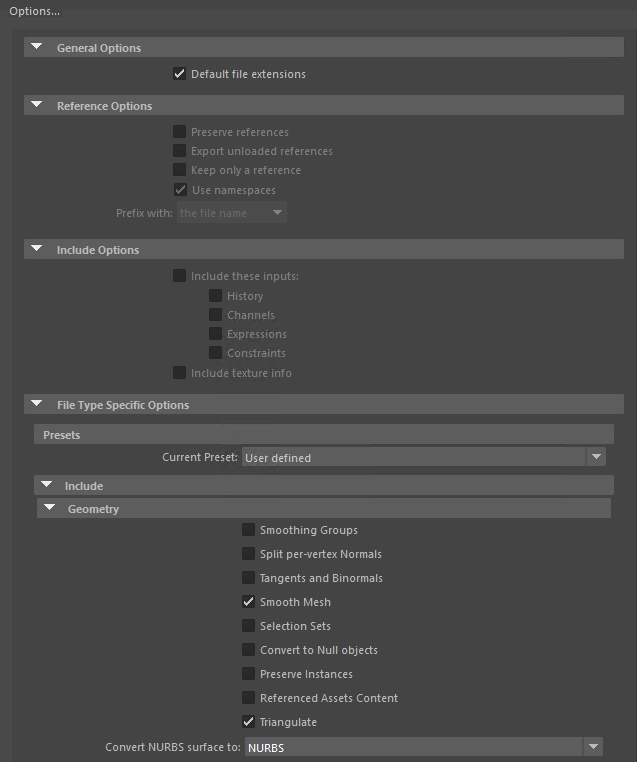 Options...
General Options
Default file extensions
Reference Options
Preserve references
Export unloaded references
Keep only a reference
Use namespaces
Prefix with: the file name
Include Options
Include these inputs:
History
Channels
Expressions
Constraints
Include texture info
File Type Specific Options
Presets
Current Preset: User defined
Include
Geometry
Smoothing Groups
Split per-vertex Normals
Tangents and Binormals
Smooth Mesh
Selection Sets
Convert to Null objects
Preserve Instances
Referenced Assets Content
Triangulate
Convert NURBS surface to: NURBS